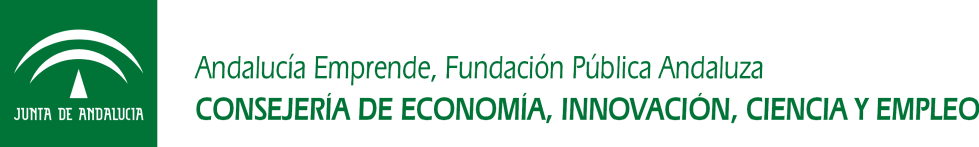 JUNTA DE ANDALUCIA
Andalucía Emprende, Fundación Pública Andaluza
CONSEJERÍA DE ECONOMÍA, INNOVACIÓN, CIENCIA Y EMPLEO